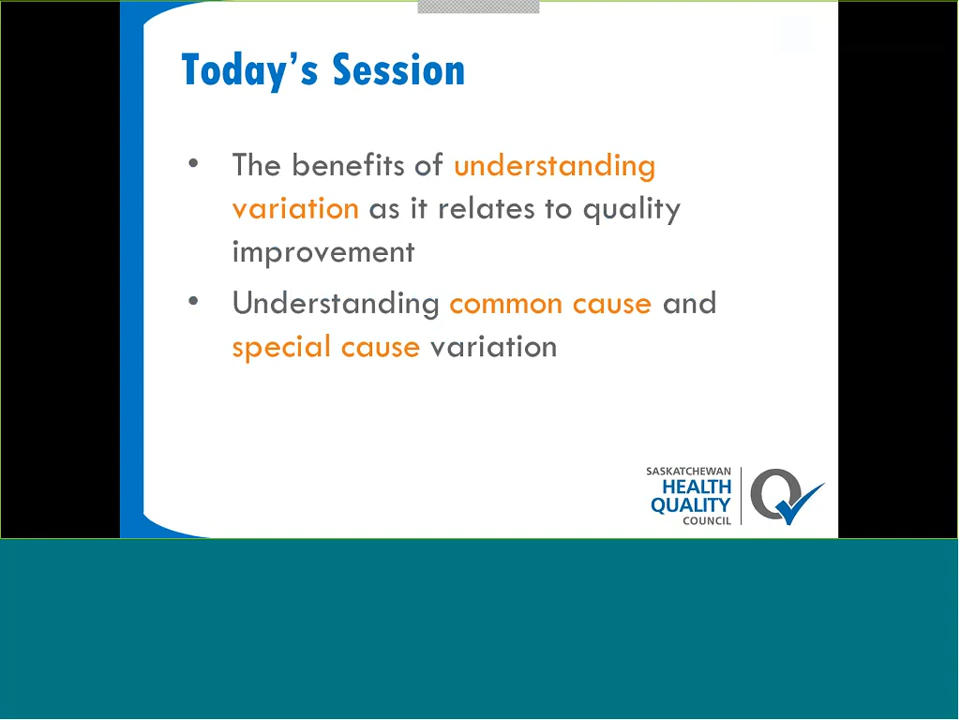 Today's Session
• The benefits of understanding
variation as it relates to quality
improvement
• Understanding common cause and
special cause variation
SASKATCHEWAN
HEALTH
QUALITY
COUNCIL